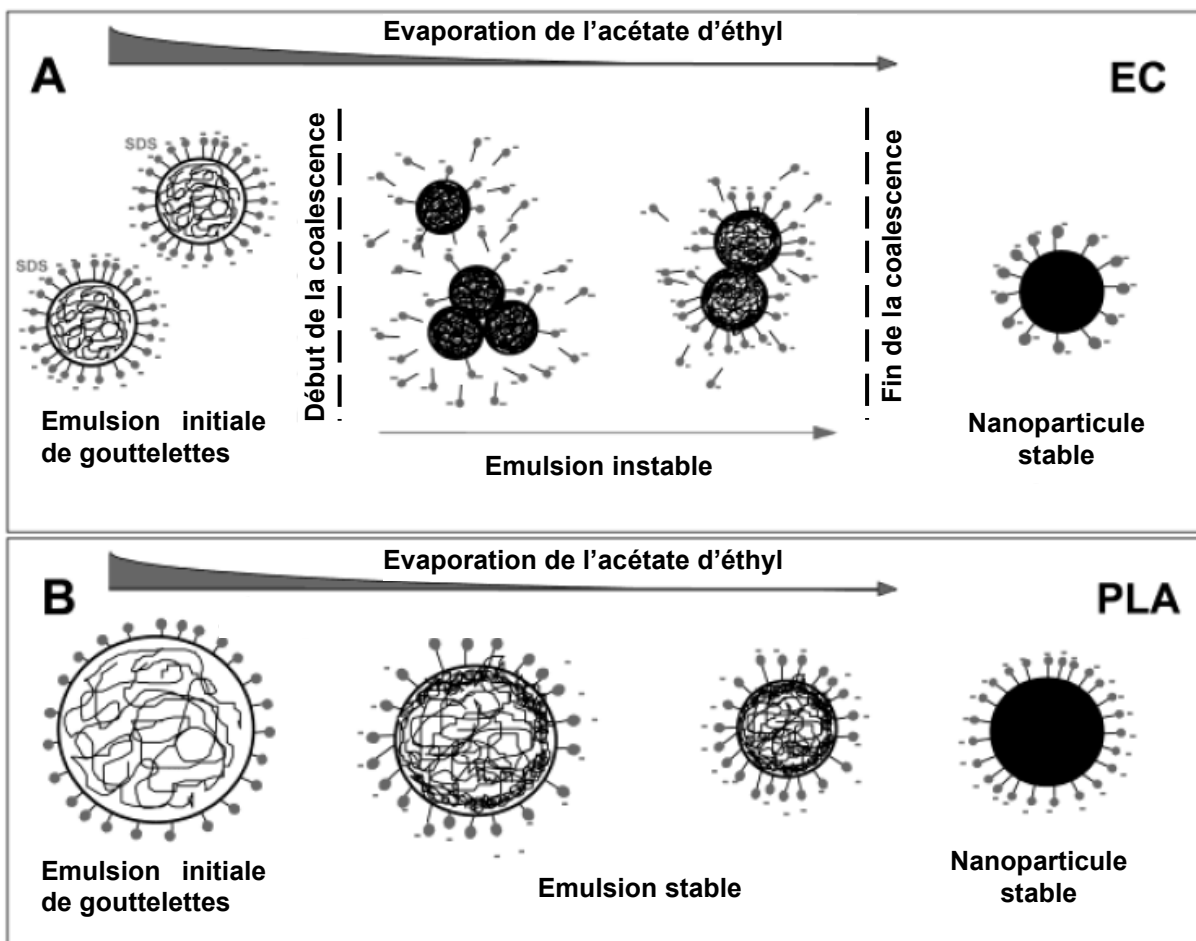 Evaporation de l’acétate d’éthyl
A
EC
SDS
SDS
Début de la coalescence
Fin de la coalescence
Emulsion initiale
de gouttelettes
Emulsion instable
Nanoparticule
stable
Evaporation de l’acétate d’éthyl
B
PLA
Emulsion initiale
de gouttelettes
Emulsion stable
Nanoparticule
stable